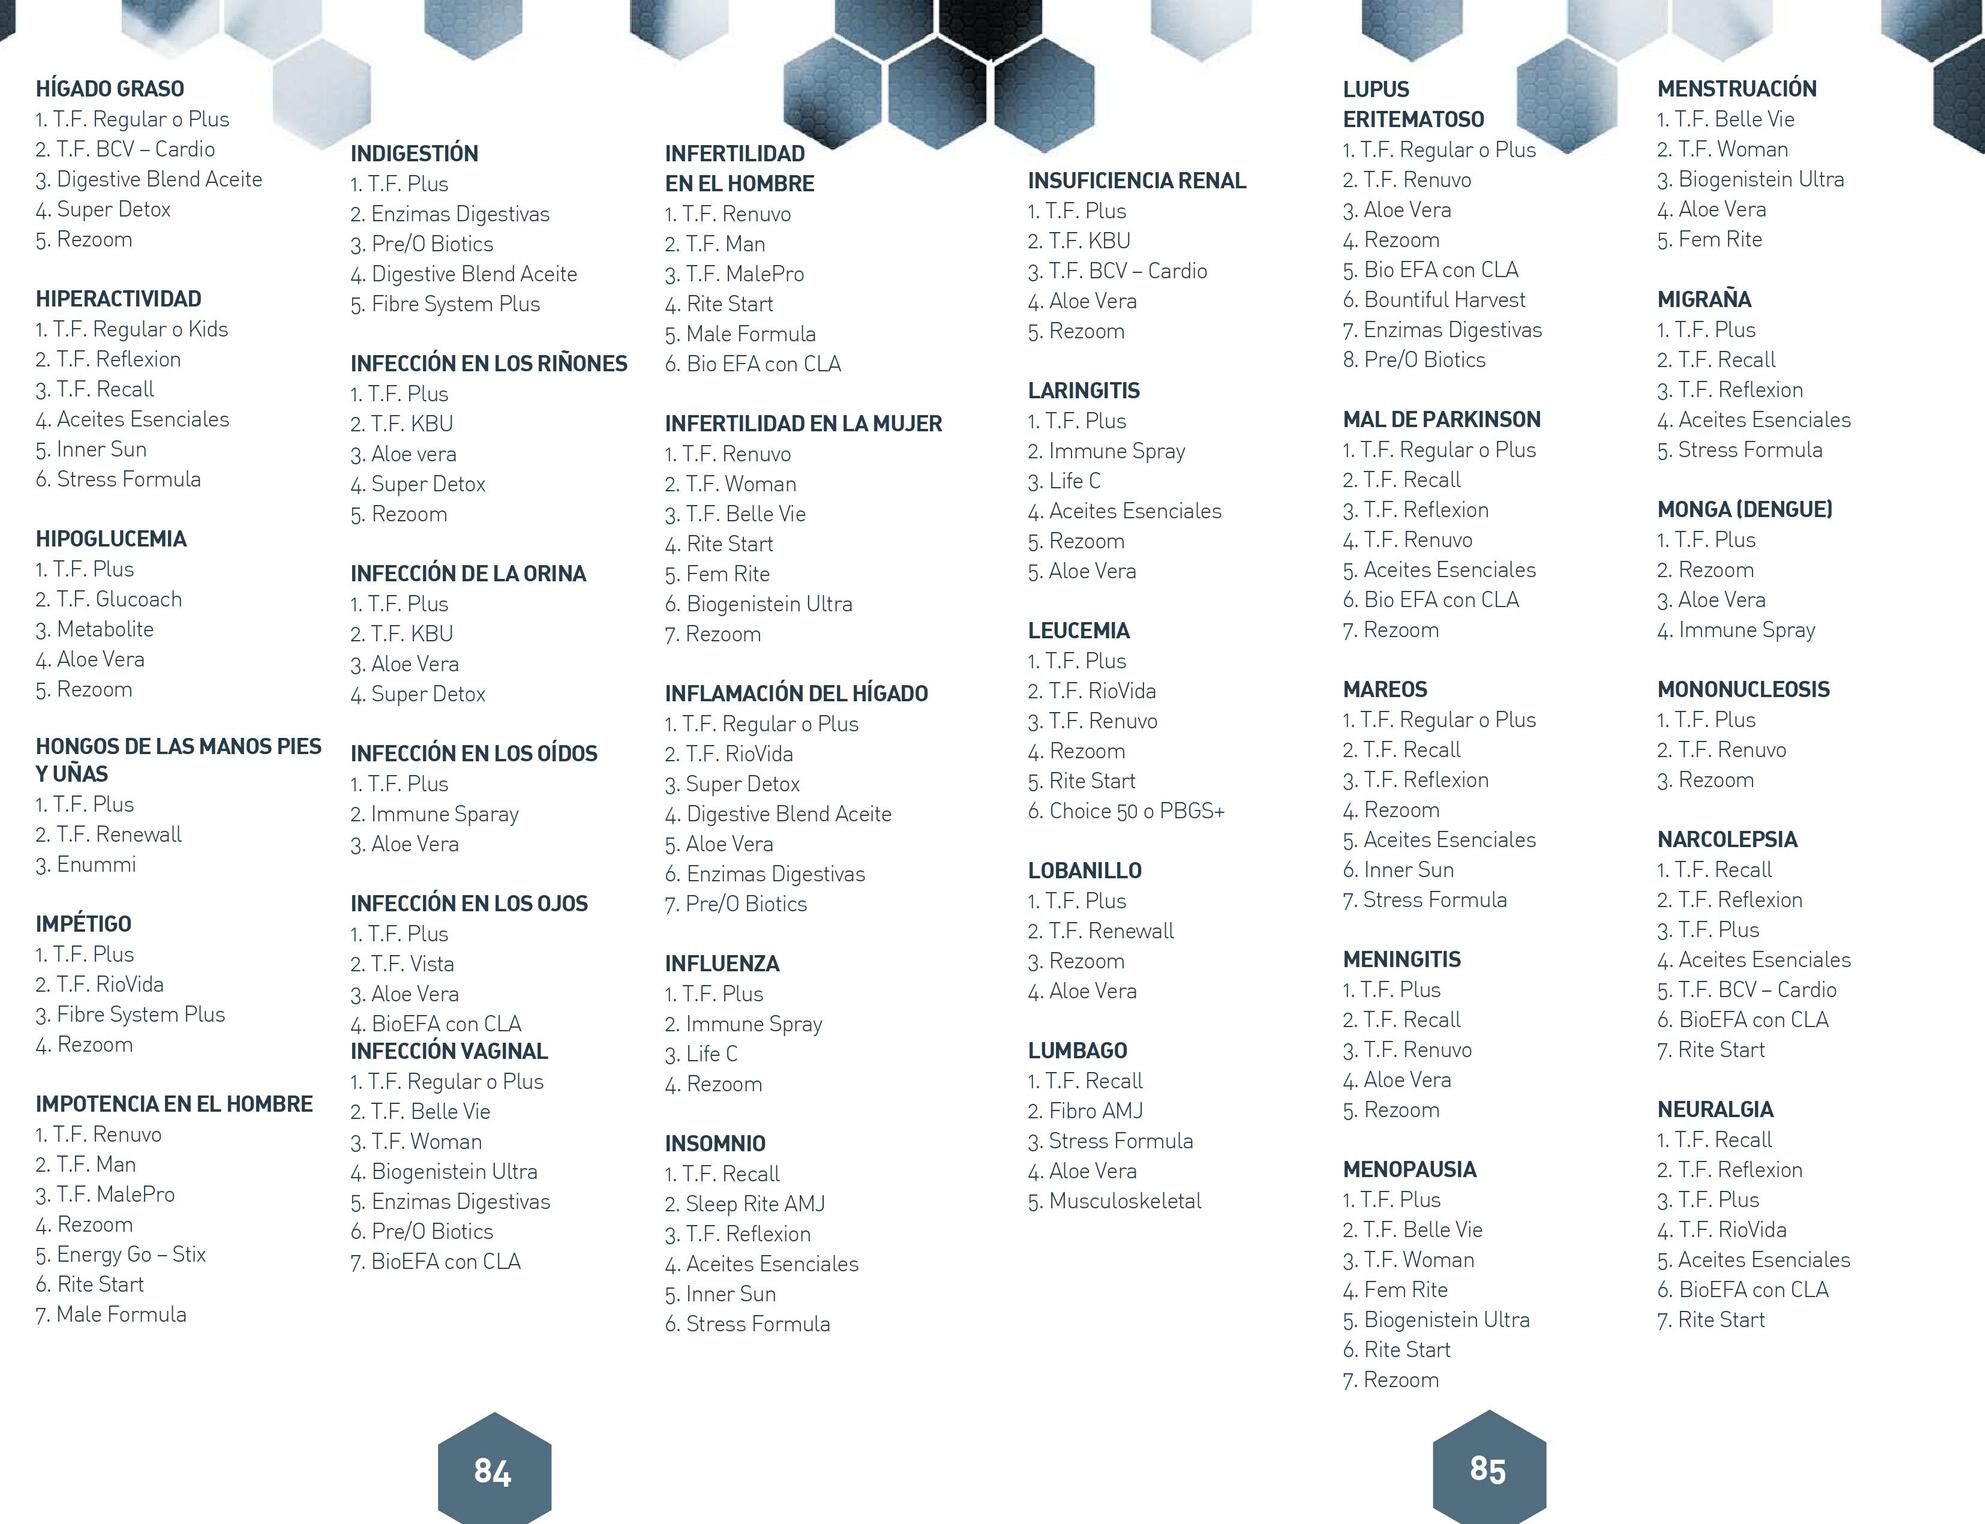 HÍGADO GRASO
1. T.F. Regular o Plus
2. T.F. BCV – Cardio
3. Digestive Blend Aceite
4. Super Detox
5. Rezoom
HIPERACTIVIDAD
1. T.F. Regular o Kids
2. T.F. Reflexion
3. T.F. Recall
4. Aceites Esenciales
5. Inner Sun
6. Stress Formula
HIPOGLUCEMIA
1. T.F. Plus
2. T.F. Glucoach
3. Metabolite
4. Aloe Vera
5. Rezoom
HONGOS DE LAS MANOS PIES
Y UÑAS
1. T.F. Plus
2. T.F. Renewall
3. Enummi
IMPÉTIGO
1. T.F. Plus
2. T.F. RioVida
3. Fibre System Plus
4. Rezoom
IMPOTENCIA EN EL HOMBRE
1. T.F. Renuvo
2. T.F. Man
3. T.F. MalePro
4. Rezoom
5. Energy Go – Stix
6. Rite Start
7. Male Formula
INDIGESTIÓN
1. T.F. Plus
2. Enzimas Digestivas
3. Pre/O Biotics
4. Digestive Blend Aceite
5. Fibre System Plus
INFECCIÓN EN LOS RIÑONES
1. T.F. Plus
2. T.F. KBU
3. Aloe vera
4. Super Detox
5. Rezoom
INFECCIÓN DE LA ORINA
1. T.F. Plus
2. T.F. KBU
3. Aloe Vera
4. Super Detox
INFECCIÓN EN LOS OÍDOS
1. T.F. Plus
2. Immune Sparay
3. Aloe Vera
INFECCIÓN EN LOS OJOS
1. T.F. Plus
2. T.F. Vista
3. Aloe Vera
4. BioEFA con CLA
INFECCIÓN VAGINAL
1. T.F. Regular o Plus
2. T.F. Belle Vie
3. T.F. Woman
4. Biogenistein Ultra
5. Enzimas Digestivas
6. Pre/O Biotics
7. BioEFA con CLA
INFERTILIDAD
EN EL HOMBRE
1. T.F. Renuvo
2. T.F. Man
3. T.F. MalePro
4. Rite Start
5. Male Formula
6. Bio EFA con CLA
INFERTILIDAD EN LA MUJER
1. T.F. Renuvo
2. T.F. Woman
3. T.F. Belle Vie
4. Rite Start
5. Fem Rite
6. Biogenistein Ultra
7. Rezoom
INFLAMACIÓN DEL HÍGADO
1. T.F. Regular o Plus
2. T.F. RioVida
3. Super Detox
4. Digestive Blend Aceite
5. Aloe Vera
6. Enzimas Digestivas
7. Pre/O Biotics
INFLUENZA
1. T.F. Plus
2. Immune Spray
3. Life C
4. Rezoom
INSOMNIO
1. T.F. Recall
2. Sleep Rite AMJ
3. T.F. Reflexion
4. Aceites Esenciales
5. Inner Sun
6. Stress Formula
84
INSUFICIENCIA RENAL
1. T.F. Plus
2. T.F. KBU
3. T.F. BCV – Cardio
4. Aloe Vera
5. Rezoom
LARINGITIS
1. T.F. Plus
2. Immune Spray
3. Life C
4. Aceites Esenciales
5. Rezoom
5. Aloe Vera
LEUCEMIA
1. T.F. Plus
2. T.F. RioVida
3. T.F. Renuvo
4. Rezoom
5. Rite Start
6. Choice 50 o PBGS+
LOBANILLO
1. T.F. Plus
2. T.F. Renewall
3. Rezoom
4. Aloe Vera
LUMBAGO
1. T.F. Recall
2. Fibro AMJ
3. Stress Formula
4. Aloe Vera
5. Musculoskeletal
LUPUS
ERITEMATOSO
1. T.F. Regular o Plus
2. T.F. Renuvo
3. Aloe Vera
4. Rezoom
5. Bio EFA con CLA
6. Bountiful Harvest
7. Enzimas Digestivas
8. Pre/O Biotics
MAL DE PARKINSON
1. T.F. Regular o Plus
2. T.F. Recall
3. T.F. Reflexion
4. T.F. Renuvo
5. Aceites Esenciales
6. Bio EFA con CLA
7. Rezoom
MAREOS
1. T.F. Regular o Plus
2. T.F. Recall
3. T.F. Reflexion
4. Rezoom
5. Aceites Esenciales
6. Inner Sun
7. Stress Formula
MENINGITIS
1. T.F. Plus
2. T.F. Recall
3. T.F. Renuvo
4. Aloe Vera
5. Rezoom
MENOPAUSIA
1. T.F. Plus
2. T.F. Belle Vie
3. T.F. Woman
4. Fem Rite
5. Biogenistein Ultra
6. Rite Start
7. Rezoom
MENSTRUACIÓN
1. T.F. Belle Vie
2. T.F. Woman
3. Biogenistein Ultra
4. Aloe Vera
5. Fem Rite
MIGRAÑA
1. T.F. Plus
2. T.F. Recall
3. T.F. Reflexion
4. Aceites Esenciales
5. Stress Formula
MONGA (DENGUE)
1. T.F. Plus
2. Rezoom
3. Aloe Vera
4. Immune Spray
MONONUCLEOSIS
1. T.F. Plus
2. T.F. Renuvo
3. Rezoom
NARCOLEPSIA
1. T.F. Recall
2. T.F. Reflexion
3. T.F. Plus
4. Aceites Esenciales
5. T.F. BCV – Cardio
6. BioEFA con CLA
7. Rite Start
NEURALGIA
1. T.F. Recall
2. T.F. Reflexion
3. T.F. Plus
4. T.F. RioVida
5. Aceites Esenciales
6. BioEFA con CLA
7. Rite Start
85